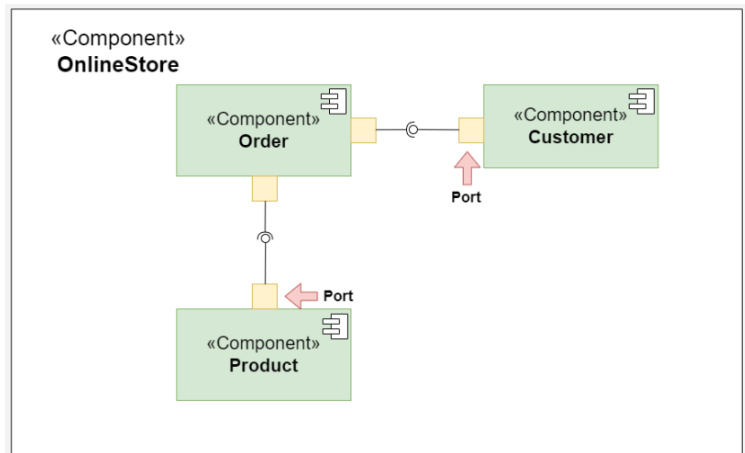 «Component»
OnlineStore
«Component»
Order
«Component»
Customer
Port
Port
«Component»
Product